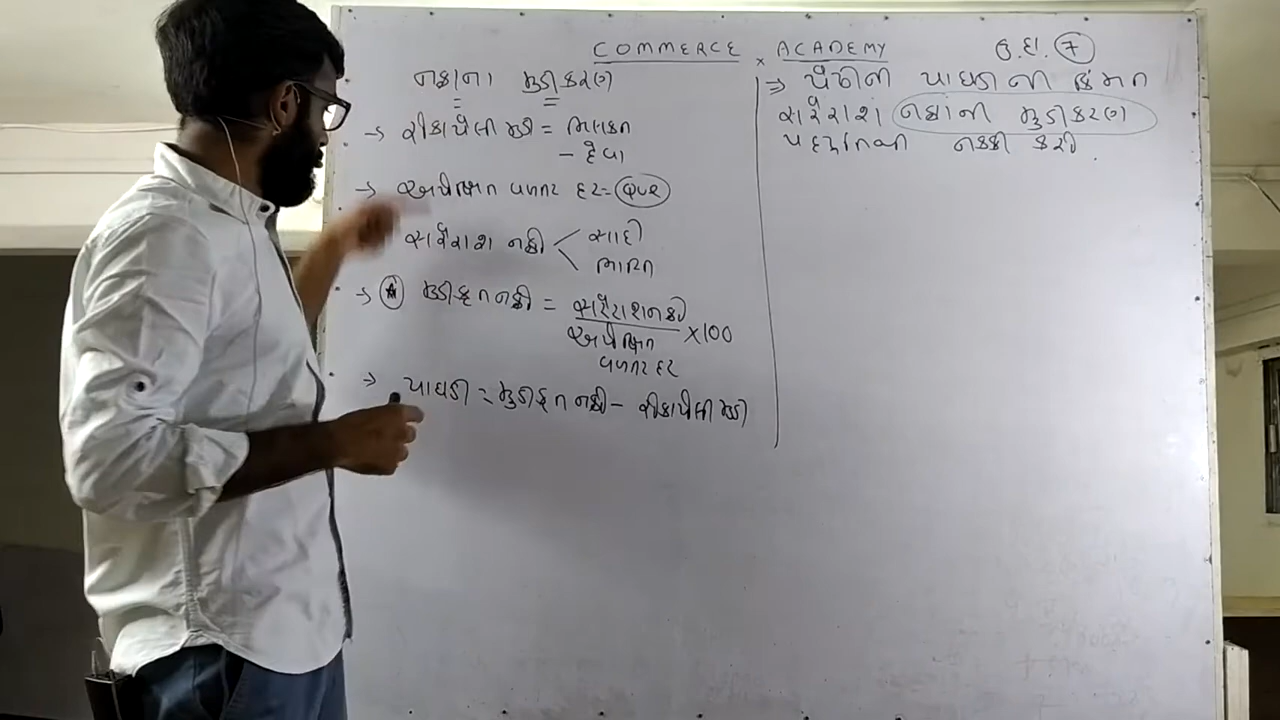 COMMERCE ACADEMY
ઉ.દા. 7
નફાના મુડીકરણ
→ રોકાયેલી મુડી = મિલકત
– દેવા
→ અપેક્ષિત વળતર દર =
સરેરાશ નફો < સાદી
ભારિત
→ મુડીકૃત નફો = સરેરાશ નફો
અપેક્ષિત
વળતર દર
×100
→ પાઘડી = મુડીકૃત નફો – રોકાયેલી મુડી
⇒ પેઢીની પાઘડીની કિંમત
સરેરાશ નફાની મુડીકરણ
પદ્ધતિથી નક્કી કરો.